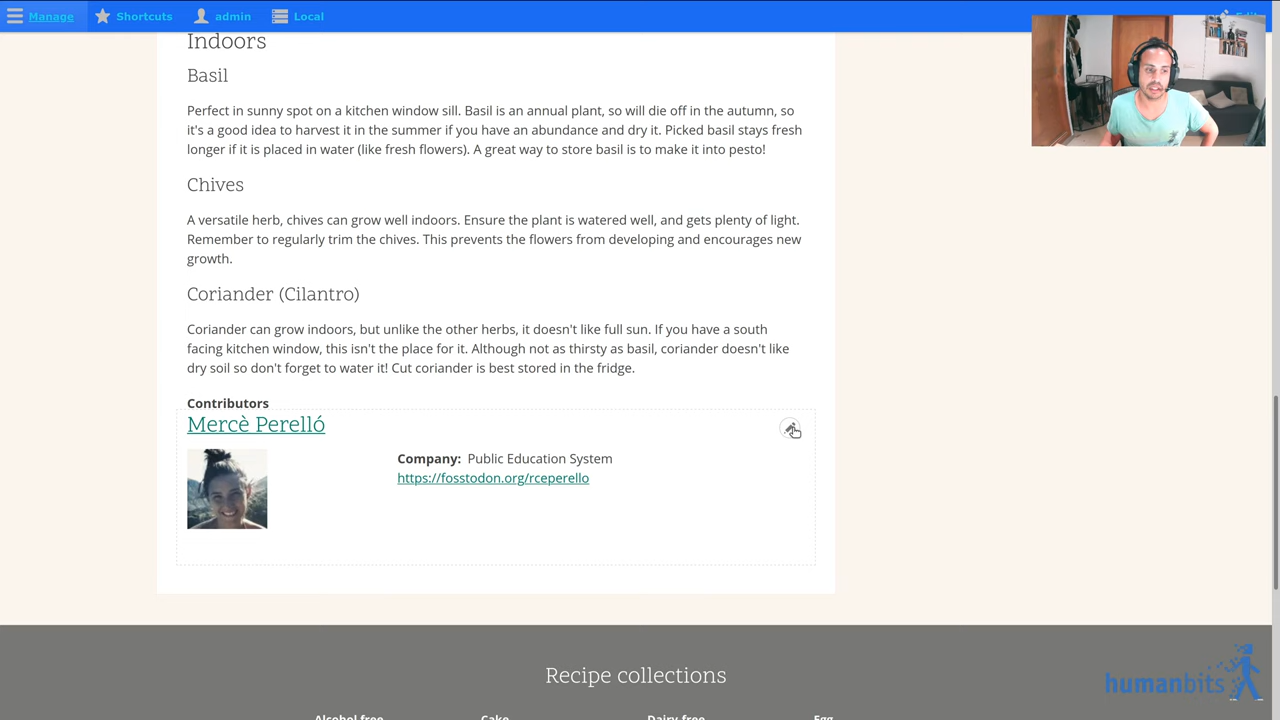 Manage Shortcuts admin Local Edit
Indoors
Basil
Perfect in sunny spot on a kitchen window sill. Basil is an annual plant, so will die off in the autumn, so
it's a good idea to harvest it in the summer if you have an abundance and dry it. Picked basil stays fresh
longer if it is placed in water (like fresh flowers). A great way to store basil is to make it into pesto!
Chives
A versatile herb, chives can grow well indoors. Ensure the plant is watered well, and gets plenty of light.
Remember to regularly trim the chives. This prevents the flowers from developing and encourages new
growth.
Coriander (Cilantro)
Coriander can grow indoors, but unlike the other herbs, it doesn't like full sun. If you have a south
facing kitchen window, this isn't the place for it. Although not as thirsty as basil, coriander doesn't like
dry soil so don't forget to water it! Cut coriander is best stored in the fridge.
Contributors
Mercè Perelló
Company: Public Education System
https://fosstodon.org/rceperello
Recipe collections
humanbits
Alcohol free Cake Dairy-free Egg